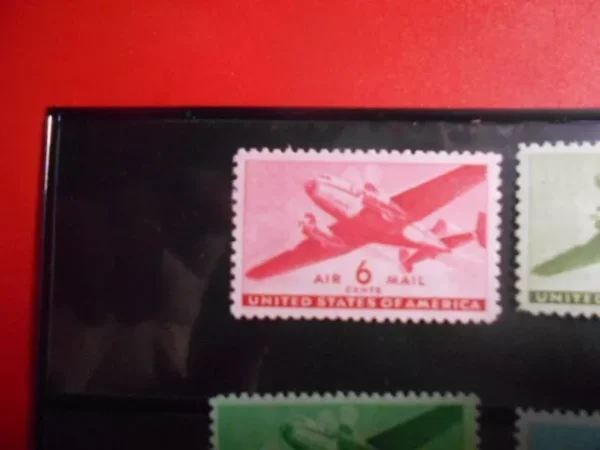 AIR 6 MAIL
CENTS
UNITED STATES OF AMERICA